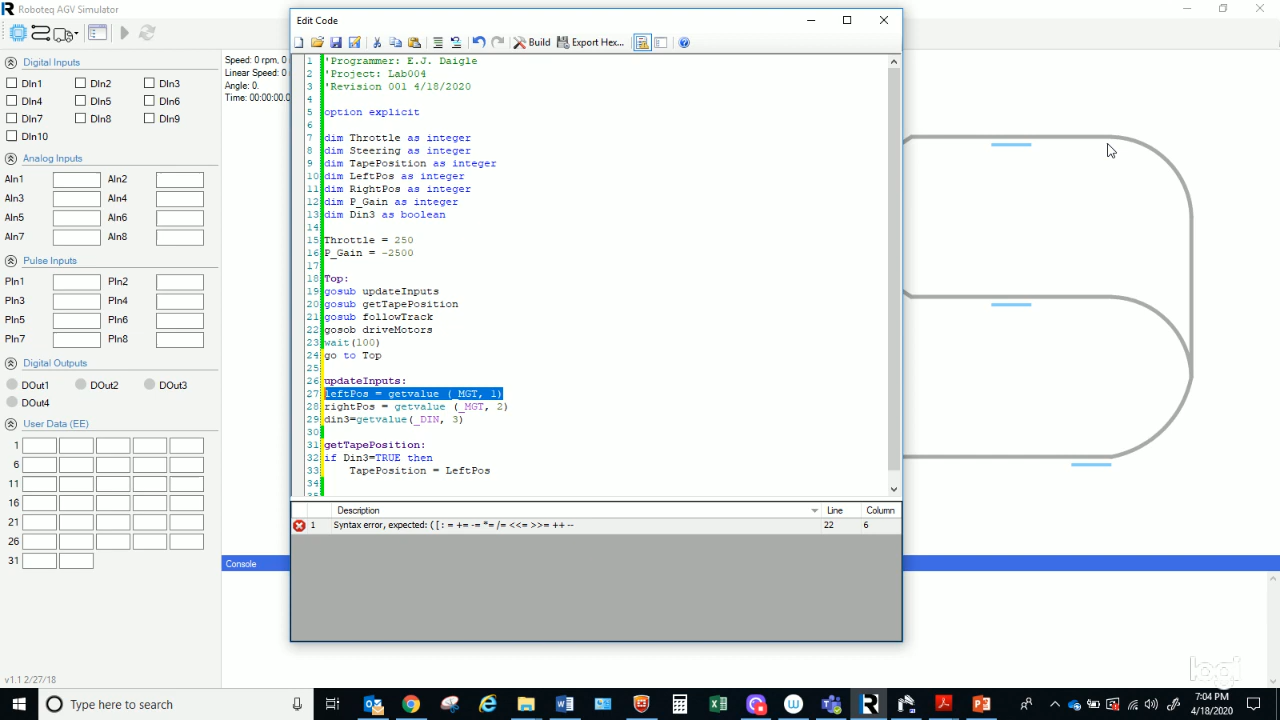 Roboteq AGV Simulator
Digital Inputs
DIn1 DIn2 DIn3
DIn4 DIn5 DIn6
DIn7 DIn8 DIn9
DIn10
Analog Inputs
AIn1 AIn2
AIn3 AIn4
AIn5 AIn6
AIn7 AIn8
Pulse Inputs
PIn1 PIn2
PIn3 PIn4
PIn5 PIn6
PIn7 PIn8
Digital Outputs
DOut1 DOut2 DOut3
DOut4
User Data (EE)
1
6
11
16
21
26
31
v1.1 2/27/18
Speed: 0 rpm, 0
Linear Speed: 0
Angle: 0.
Time: 00:00:00.0
Edit Code
Build Export Hex...
1 'Programmer: E.J. Daigle
2 'Project: Lab004
3 'Revision 001 4/18/2020
4
5 option explicit
6
7 dim Throttle as integer
8 dim Steering as integer
9 dim TapePosition as integer
10 dim LeftPos as integer
11 dim RightPos as integer
12 dim P_Gain as integer
13 dim Din3 as boolean
14
15 Throttle = 250
16 P_Gain = -2500
17
18 Top:
19 gosub updateInputs
20 gosub getTapePosition
21 gosub followTrack
22 gosob driveMotors
23 wait(100)
24 go to Top
25
26 updateInputs:
27 leftPos = getvalue (_MGT, 1)
28 rightPos = getvalue (_MGT, 2)
29 din3=getvalue(_DIN, 3)
30
31 getTapePosition:
32 if Din3=TRUE then
33 TapePosition = LeftPos
34
35
Description Line Column
1 Syntax error, expected: ( [ : = += -= *= /= <<= >>= ++ -- 22 6
Console
Type here to search
7:04 PM
4/18/2020